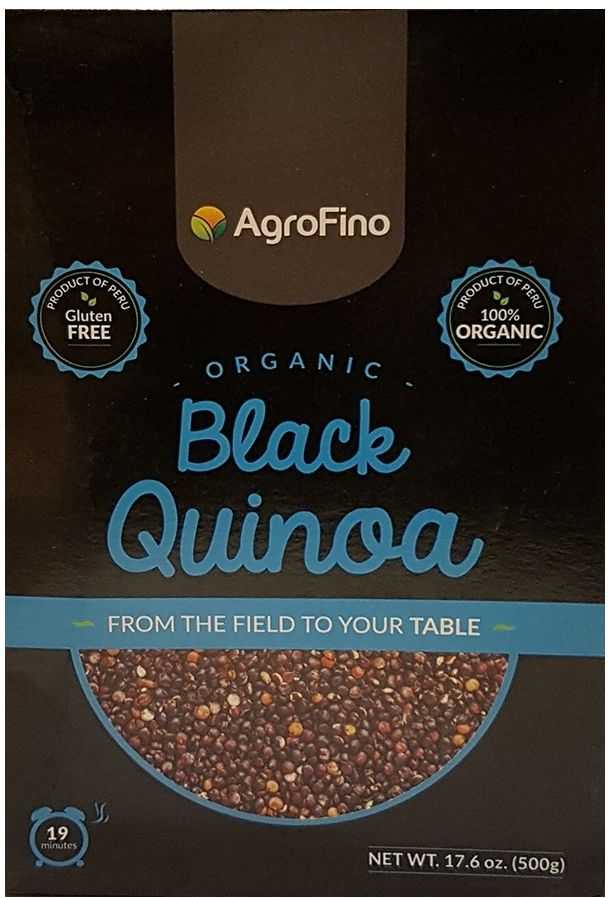 AgroFino
PRODUCT OF PERU
Gluten
FREE
PRODUCT OF PERU
100%
ORGANIC
- ORGANIC -
Black
Quinoa
FROM THE FIELD TO YOUR TABLE
19
minutes
NET WT. 17.6 oz. (500g)